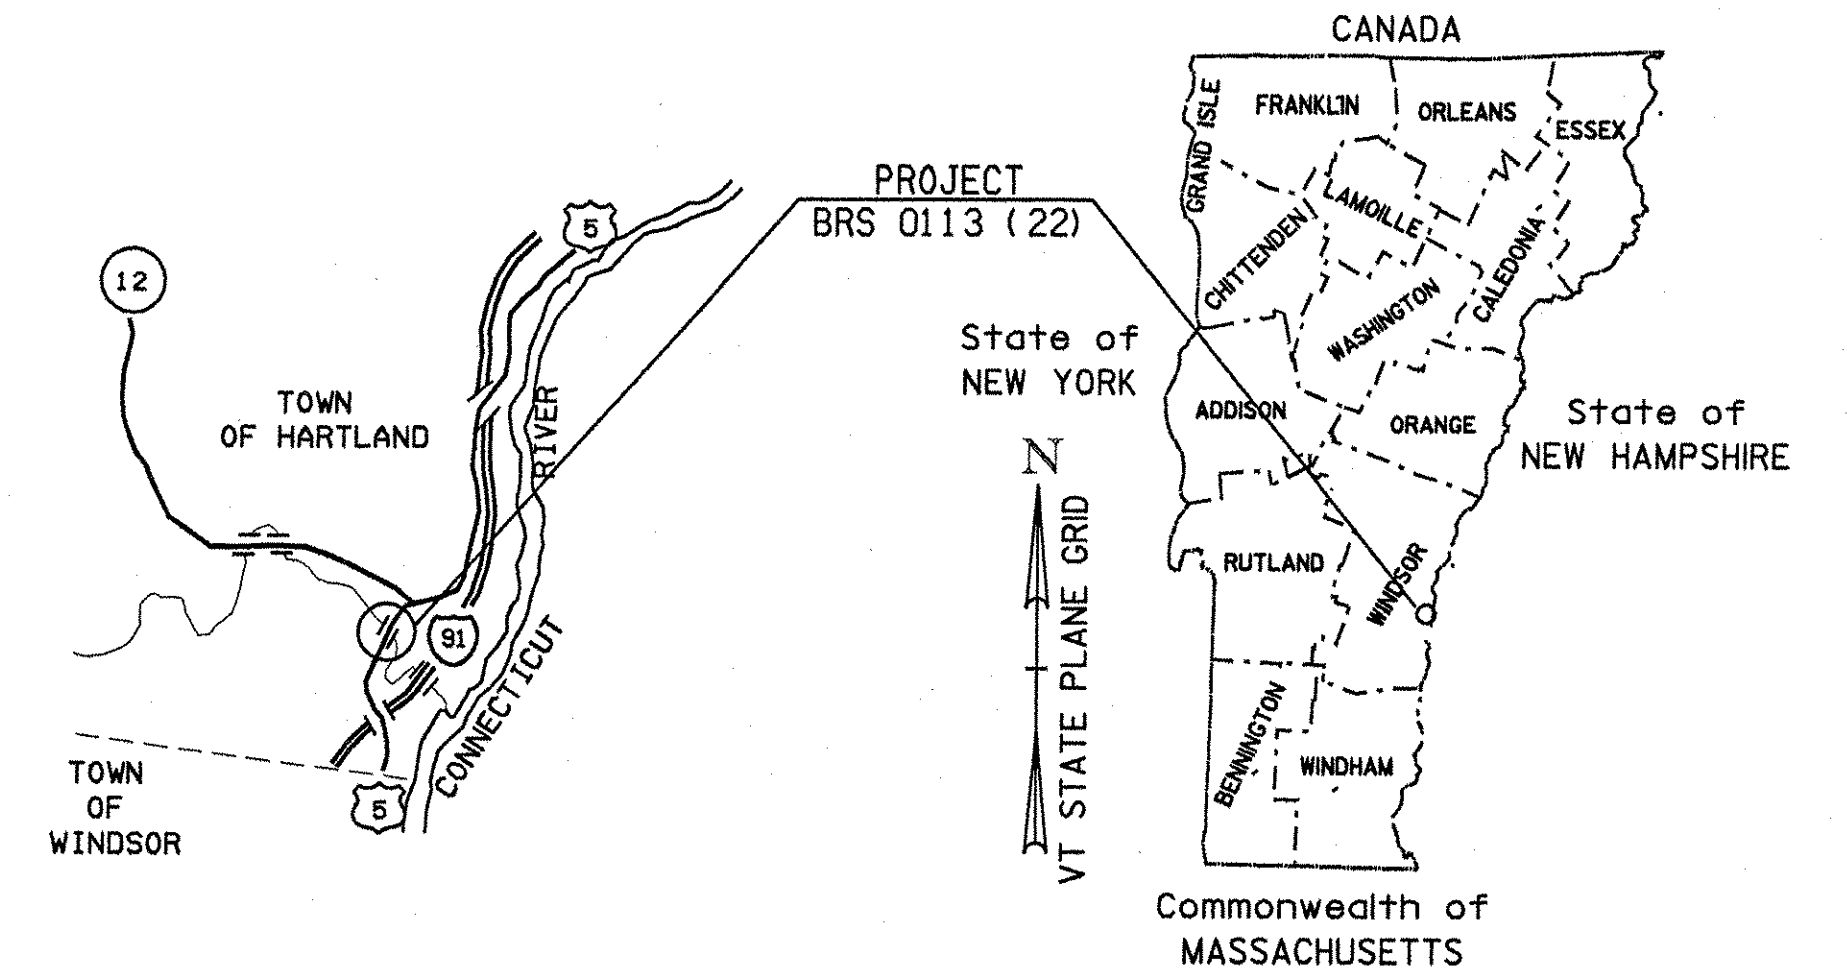 CANADA
FRANKLIN
ORLEANS
ESSEX
GRAND ISLE
LAMOILLE
CHITTENDEN
CALEDONIA
WASHINGTON
PROJECT
BRS 0113 (22)
5
12
TOWN
OF HARTLAND
RIVER
91
CONNECTICUT
TOWN
OF
WINDSOR
5
State of
NEW YORK
ADDISON
ORANGE
State of
NEW HAMPSHIRE
N
VT STATE PLANE GRID
RUTLAND
WINDSOR
BENNINGTON
WINDHAM
Commonwealth of
MASSACHUSETTS